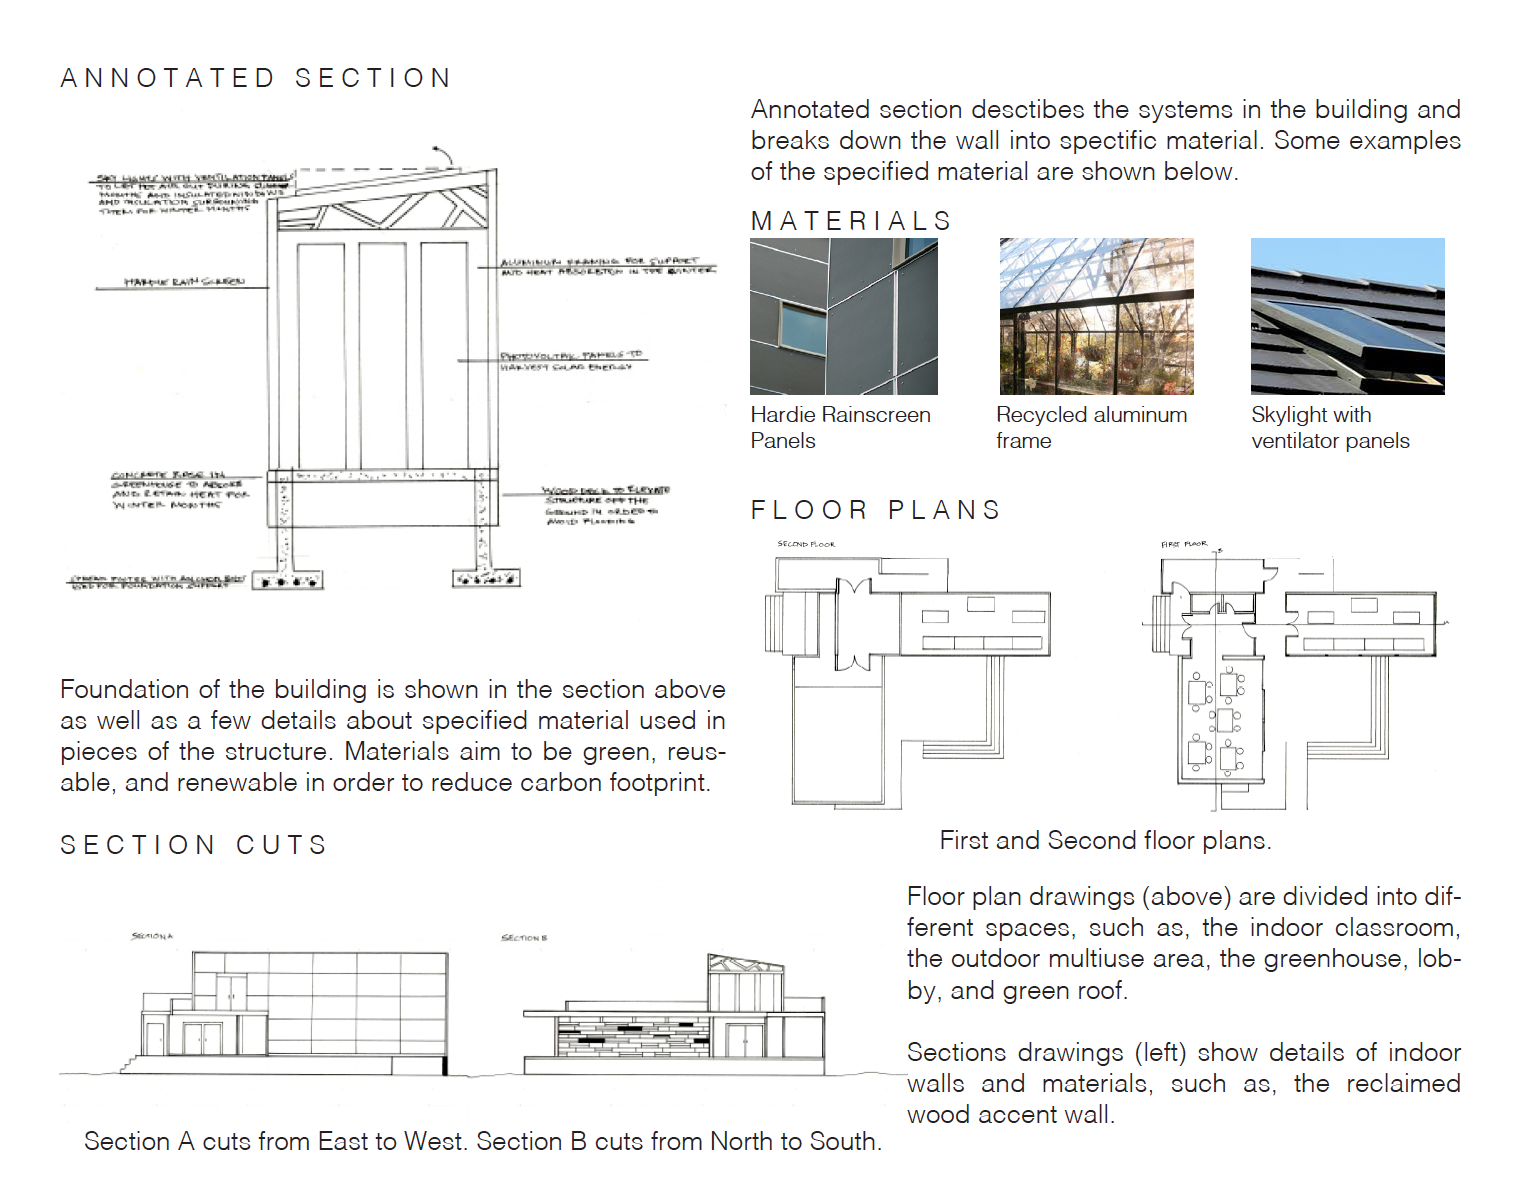 ANNOTATED SECTION
SKY LIGHTS WITH VENTILATION PANELS
TO LET HOT AIR OUT DURING SUMMER
MONTHS AND INSULATED WINDOWS
AND INSULATION SURROUNDING
THEM FOR WINTER MONTHS
HARDIE RAIN SCREEN
ALUMINUM FRAMING FOR SUPPORT
AND HEAT ABSORBTION IN THE WINTER
PHOTOVOLTAIC PANELS TO
HARVEST SOLAR ENERGY
CONCRETE BASE IN
GREENHOUSE TO ABSORB
AND RETAIN HEAT FOR
WINTER MONTHS
WOOD DECK TO ELEVATE
STRUCTURE OFF THE
GROUND IN ORDER TO
AVOID FLOODING
FOOTER WITH ANCHOR BOLTS
FOR FOUNDATION SUPPORT
Foundation of the building is shown in the section above
as well as a few details about specified material used in
pieces of the structure. Materials aim to be green, reus-
able, and renewable in order to reduce carbon footprint.
SECTION CUTS
SECTION A
SECTION B
Section A cuts from East to West. Section B cuts from North to South.
Annotated section desctibes the systems in the building and
breaks down the wall into spectific material. Some examples
of the specified material are shown below.
MATERIALS
Hardie Rainscreen
Panels
Recycled aluminum
frame
Skylight with
ventilator panels
FLOOR PLANS
SECOND FLOOR
FIRST FLOOR
First and Second floor plans.
Floor plan drawings (above) are divided into dif-
ferent spaces, such as, the indoor classroom,
the outdoor multiuse area, the greenhouse, lob-
by, and green roof.
Sections drawings (left) show details of indoor
walls and materials, such as, the reclaimed
wood accent wall.